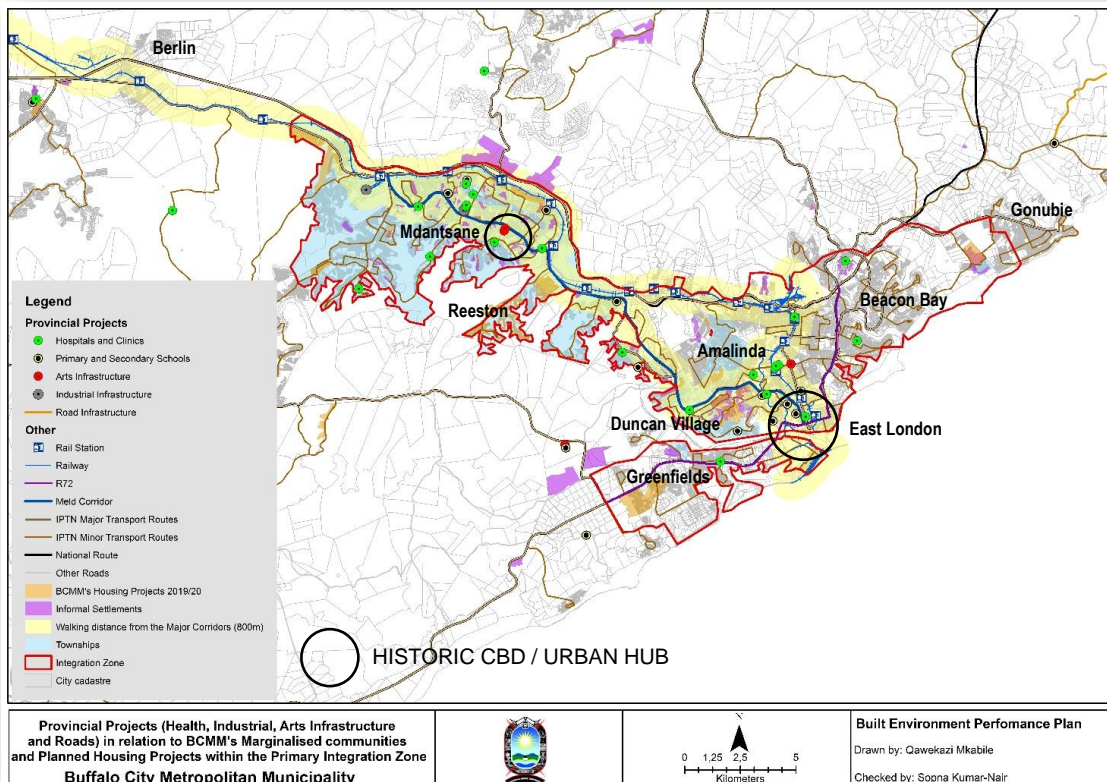 Berlin
Gonubie
Mdantsane
Beacon Bay
Reeston
Amalinda
Duncan Village
East London
Greenfields
Legend
Provincial Projects
Hospitals and Clinics
Primary and Secondary Schools
Arts Infrastructure
Industrial Infrastructure
Road Infrastructure
Other
Rail Station
Railway
R72
Meld Corridor
IPTN Major Transport Routes
IPTN Minor Transport Routes
National Route
Other Roads
BCMM's Housing Projects 2019/20
Informal Settlements
Walking distance from the Major Corridors (800m)
Townships
Integration Zone
City cadastre
HISTORIC CBD / URBAN HUB
Provincial Projects (Health, Industrial, Arts Infrastructure
and Roads) in relation to BCMM's Marginalised communities
and Planned Housing Projects within the Primary Integration Zone
Buffalo City Metropolitan Municipality
N
0 1,25 2,5 5
Kilometers
Built Environment Perfomance Plan
Drawn by: Qawekazi Mkabile
Checked by: Sopna Kumar-Nair